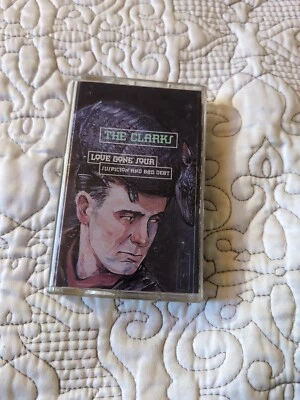 THE CLARKS
LOVE GONE SOUR
SUSPICION AND BAD DEBT